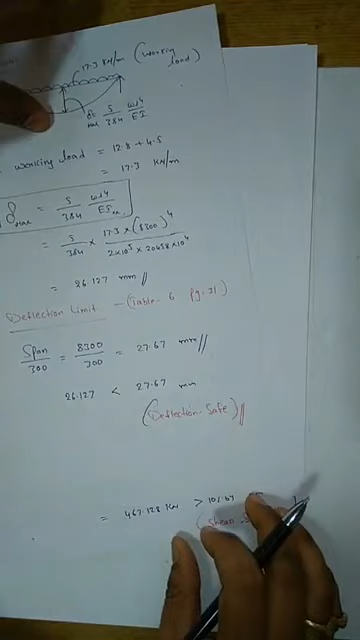 17.3 KN/m (Working load)
δmax = 5/384 wl⁴/EI
working load = 12.8 + 4.5
= 17.3 KN/m
δmax = 5/384 wl⁴/EIxx
= 5/384 × 17.3 × (8300)⁴ / 2×10⁵ × 20458×10⁴
= 26.127 mm //
Deflection Limit - (Table-6 Pg-31)
Span/300 = 8300/300 = 27.67 mm //
26.127 < 27.67 mm
(Deflection-Safe) //
= 467.128 KN > 101.67
(Shear